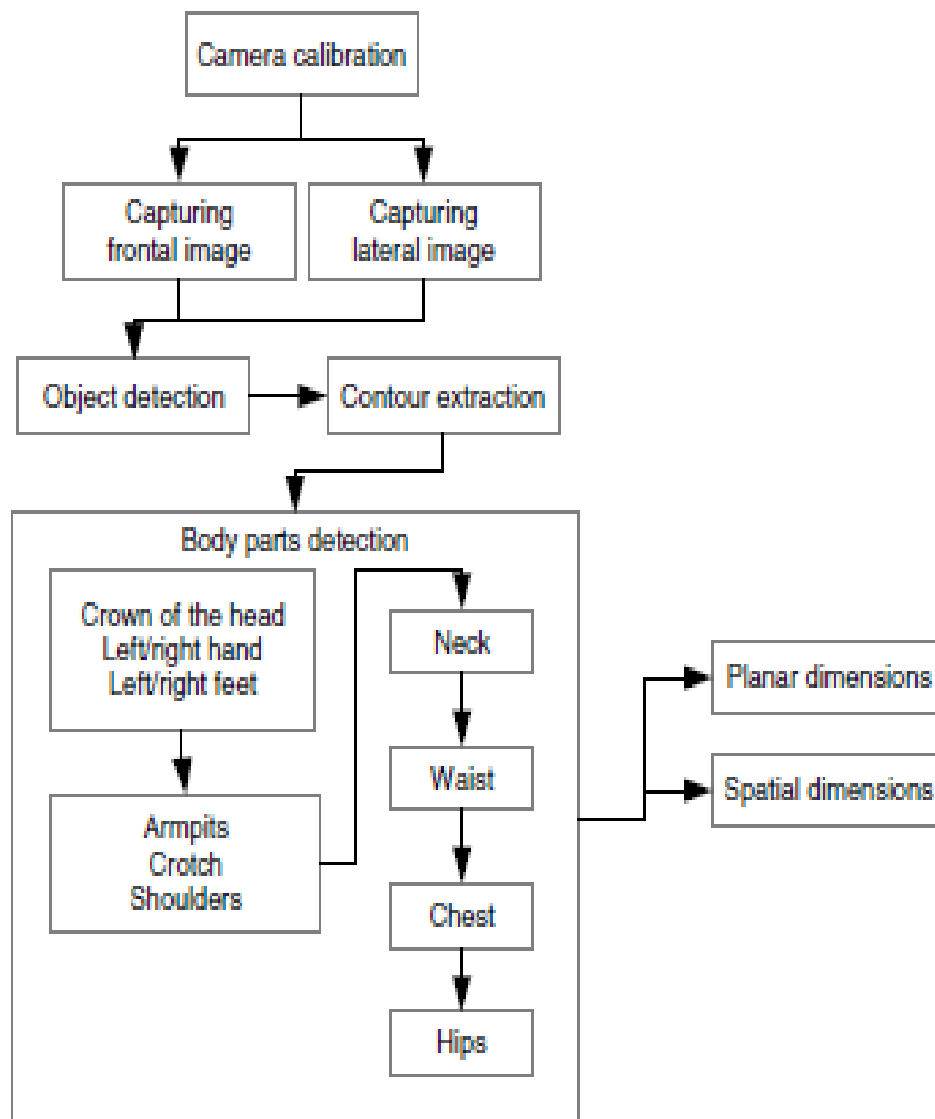 Camera calibration
Capturing
frontal image
Capturing
lateral image
Object detection
Contour extraction
Body parts detection
Crown of the head
Left/right hand
Left/right feet
Armpits
Crotch
Shoulders
Neck
Waist
Chest
Hips
Planar dimensions
Spatial dimensions